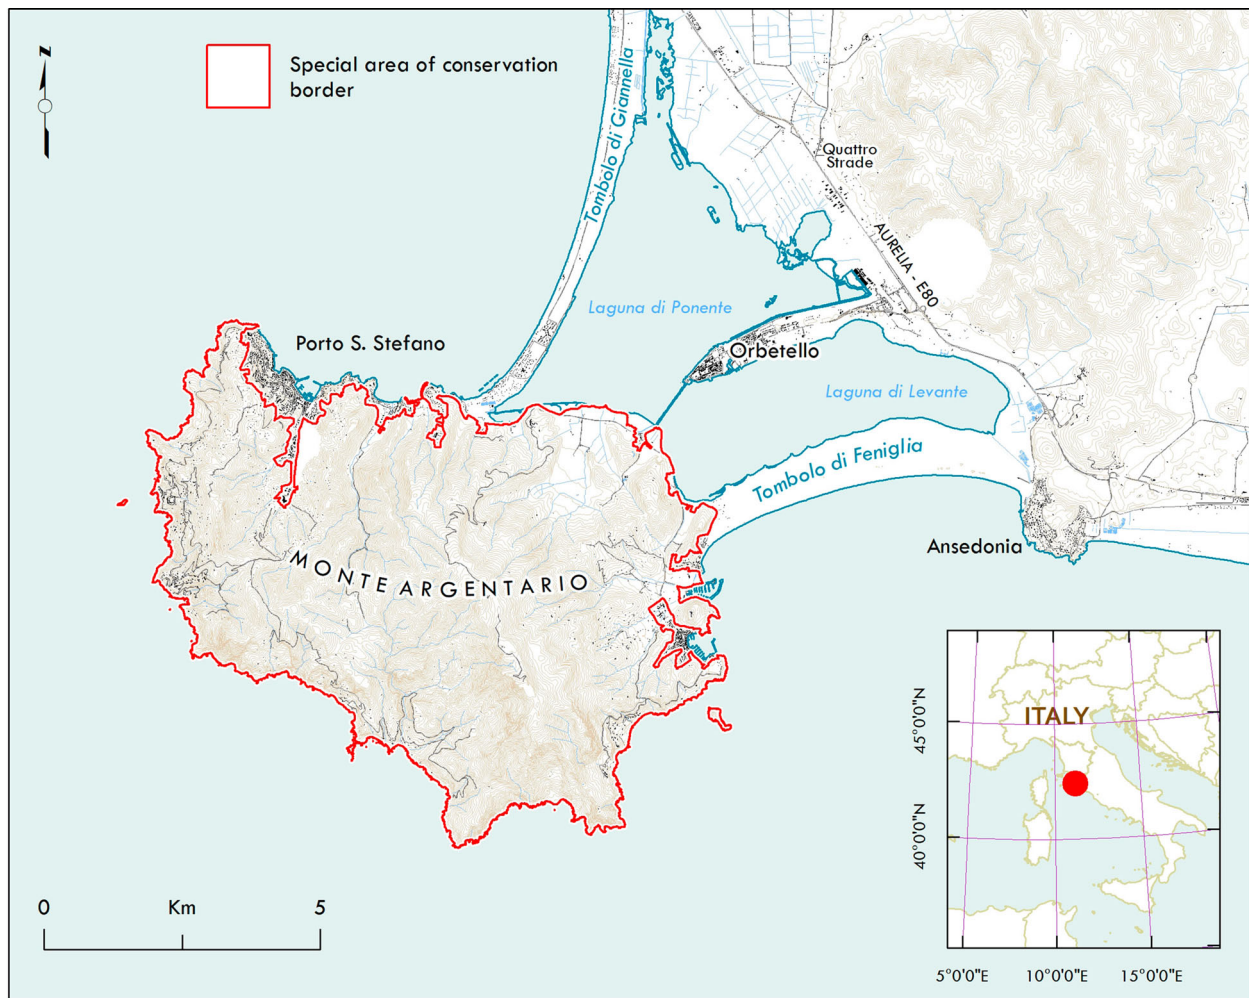 z
Special area of conservation
border
Tombolo di Giannella
Quattro
Strade
AURELIA - E80
Laguna di Ponente
Porto S. Stefano
Orbetello
Laguna di Levante
Tombolo di Feniglia
Ansedonia
MONTE ARGENTARIO
ITALY
45°0'0"N
40°0'0"N
0 Km 5
5°0'0"E 10°0'0"E 15°0'0"E